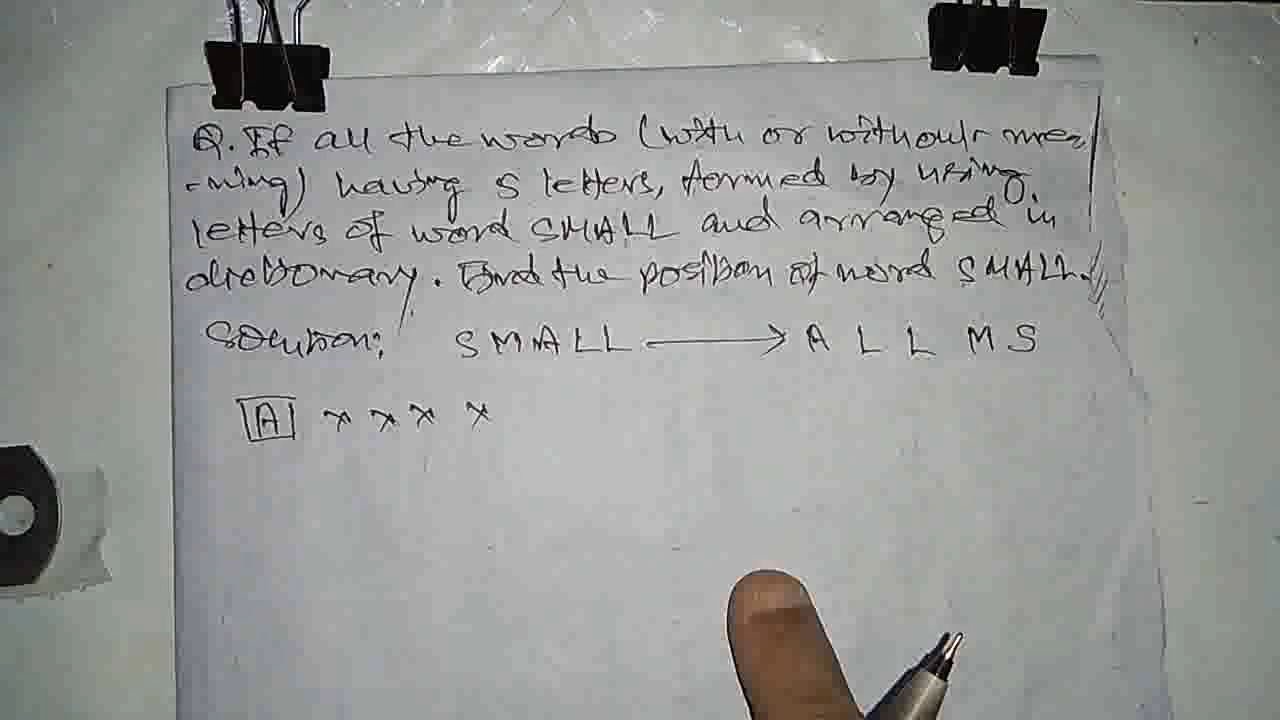 Q. If all the words (with or without mea
-ning) having 5 letters, formed by using
letters of word SMALL and arranged in
dictionary. Find the position of word SMALL.
Solution: SMALL → A L L M S
A × × × ×